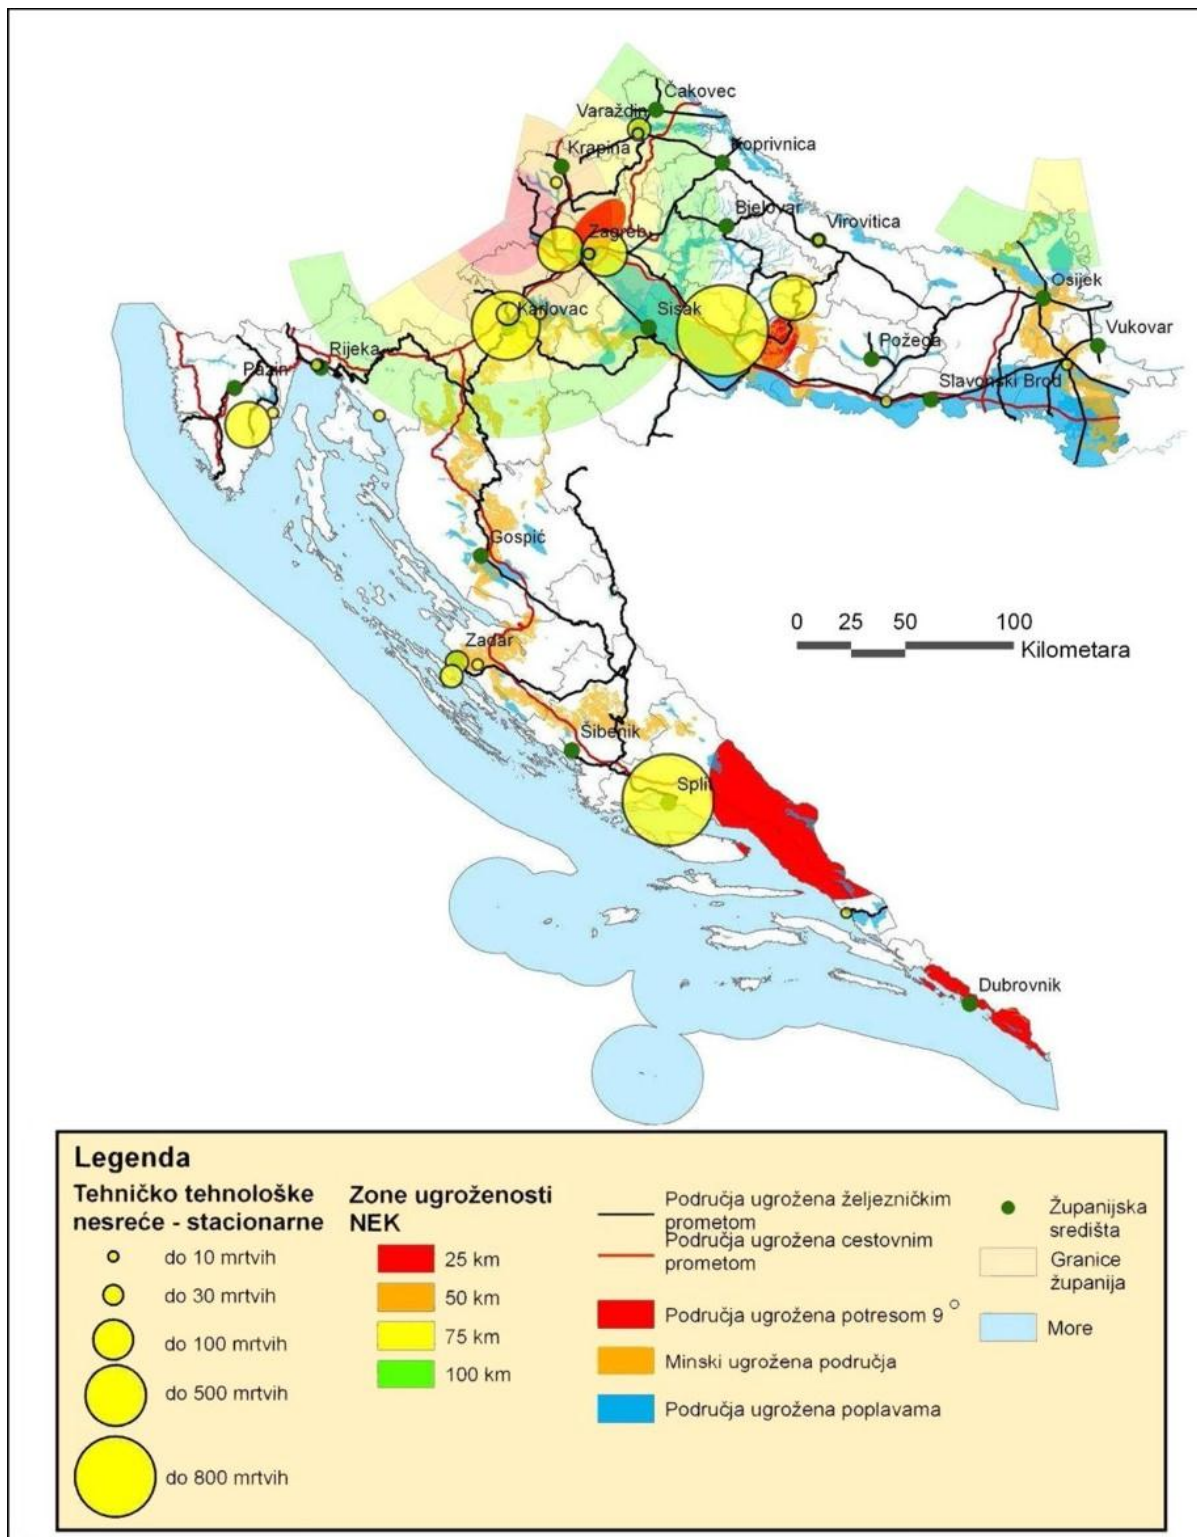 Čakovec
Varaždin
Krapina
Koprivnica
Bjelovar
Virovitica
Zagreb
Osijek
Karlovac
Sisak
Vukovar
Rijeka
Požega
Pazin
Slavonski Brod
Gospić
0 25 50 100
Kilometara
Zadar
Šibenik
Split
Dubrovnik
Legenda
Tehničko tehnološke
nesreće - stacionarne
do 10 mrtvih
do 30 mrtvih
do 100 mrtvih
do 500 mrtvih
do 800 mrtvih
Zone ugroženosti
NEK
25 km
50 km
75 km
100 km
Područja ugrožena željezničkim
prometom
Područja ugrožena cestovnim
prometom
Područja ugrožena potresom 9°
Minski ugrožena područja
Područja ugrožena poplavama
Županijska
središta
Granice
županija
More